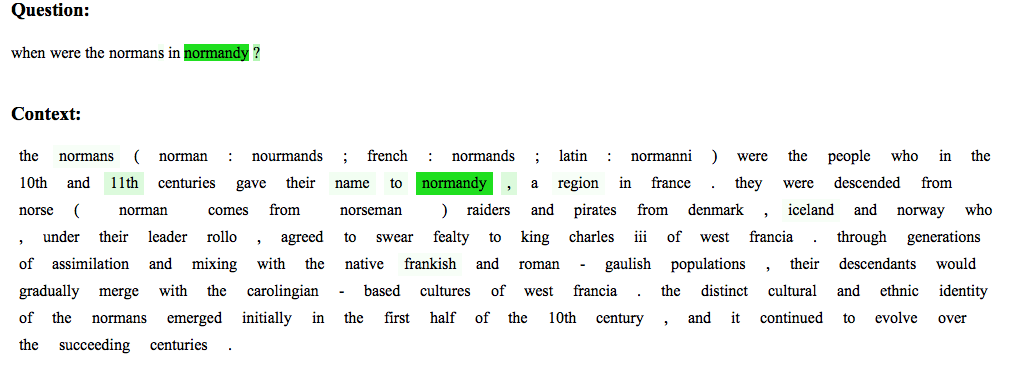 Question:
when were the normans in normandy ?
Context:
the normans ( norman : nourmands ; french : normands ; latin : normanni ) were the people who in the
10th and 11th centuries gave their name to normandy , a region in france . they were descended from
norse ( norman comes from norseman ) raiders and pirates from denmark , iceland and norway who
, under their leader rollo , agreed to swear fealty to king charles iii of west francia . through generations
of assimilation and mixing with the native frankish and roman - gaulish populations , their descendants would
gradually merge with the carolingian - based cultures of west francia . the distinct cultural and ethnic identity
of the normans emerged initially in the first half of the 10th century , and it continued to evolve over
the succeeding centuries .